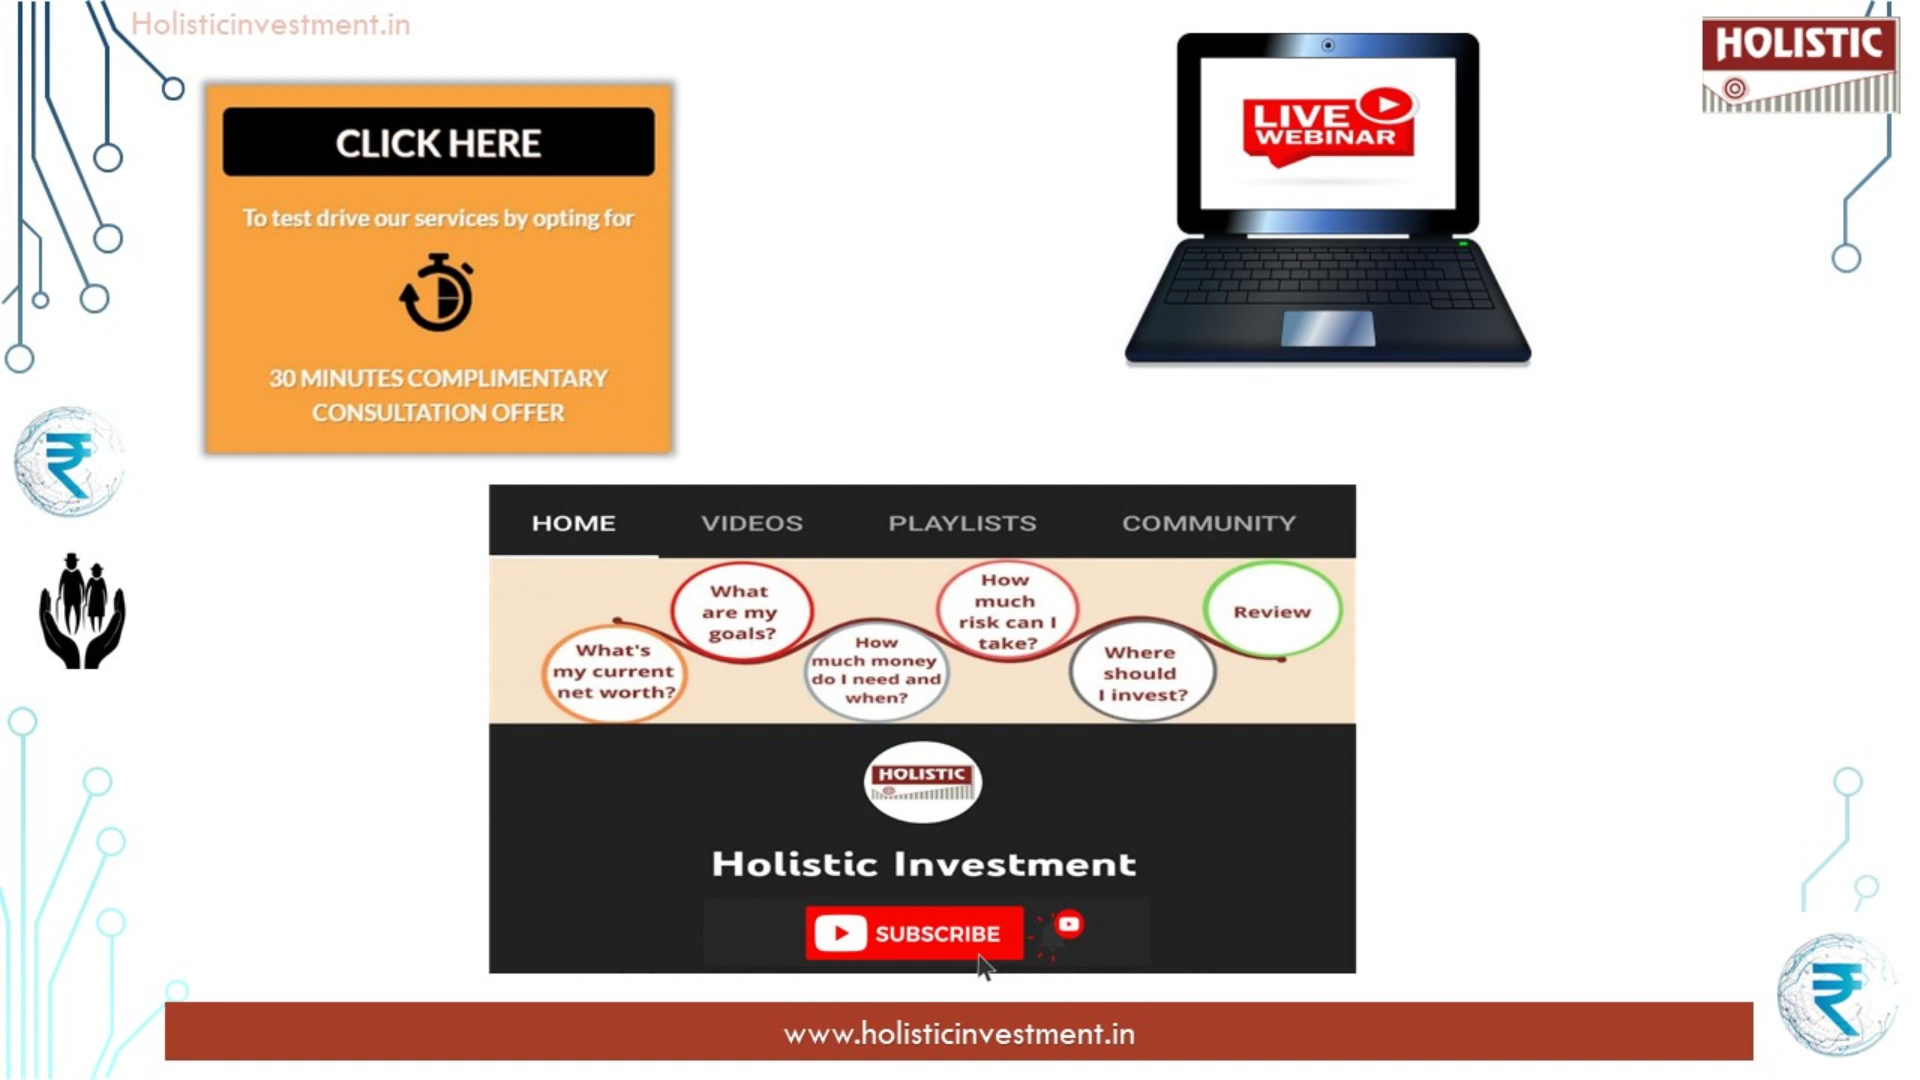 Holisticinvestment.in
HOLISTIC
CLICK HERE
To test drive our services by opting for
30 MINUTES COMPLIMENTARY
CONSULTATION OFFER
LIVE
WEBINAR
HOME VIDEOS PLAYLISTS COMMUNITY
What's
my current
net worth?
What
are my
goals?
How
much money
do I need and
when?
How
much
risk can I
take?
Where
should
I invest?
Review
HOLISTIC
Holistic Investment
SUBSCRIBE
www.holisticinvestment.in